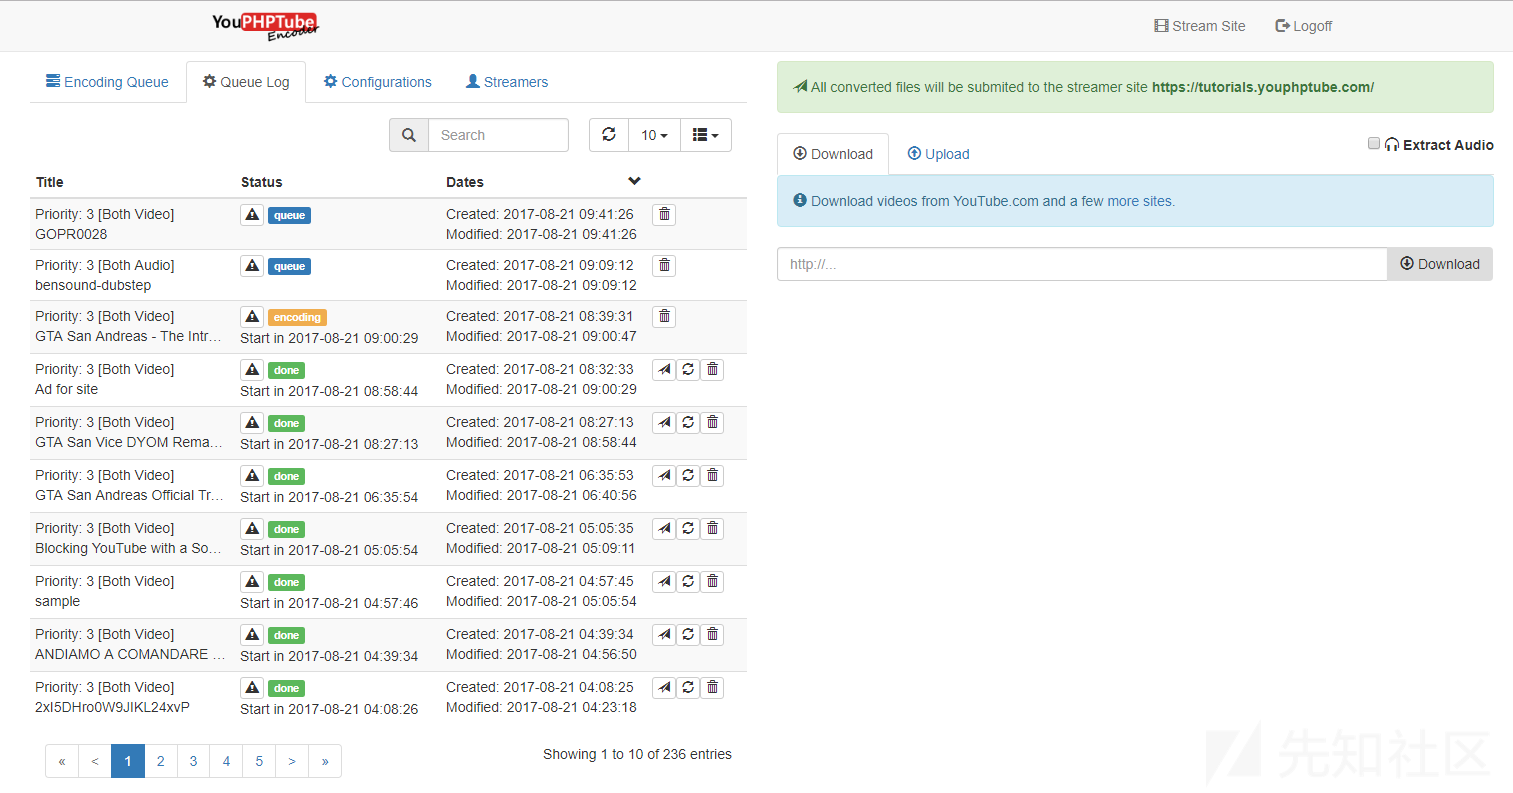 YouPHPTube
Encoder
Stream Site
Logoff
Encoding Queue
Queue Log
Configurations
Streamers
Search
10
Title
Status
Dates
Priority: 3 [Both Video]
GOPR0028
queue
Created: 2017-08-21 09:41:26
Modified: 2017-08-21 09:41:26
Priority: 3 [Both Audio]
bensound-dubstep
queue
Created: 2017-08-21 09:09:12
Modified: 2017-08-21 09:09:12
Priority: 3 [Both Video]
GTA San Andreas - The Intr...
encoding
Start in 2017-08-21 09:00:29
Created: 2017-08-21 08:39:31
Modified: 2017-08-21 09:00:47
Priority: 3 [Both Video]
Ad for site
done
Start in 2017-08-21 08:58:44
Created: 2017-08-21 08:32:33
Modified: 2017-08-21 09:00:29
Priority: 3 [Both Video]
GTA San Vice DYOM Rema...
done
Start in 2017-08-21 08:27:13
Created: 2017-08-21 08:27:13
Modified: 2017-08-21 08:58:44
Priority: 3 [Both Video]
GTA San Andreas Official Tr...
done
Start in 2017-08-21 06:35:54
Created: 2017-08-21 06:35:53
Modified: 2017-08-21 06:40:56
Priority: 3 [Both Video]
Blocking YouTube with a So...
done
Start in 2017-08-21 05:05:54
Created: 2017-08-21 05:05:35
Modified: 2017-08-21 05:09:11
Priority: 3 [Both Video]
sample
done
Start in 2017-08-21 04:57:46
Created: 2017-08-21 04:57:45
Modified: 2017-08-21 05:05:54
Priority: 3 [Both Video]
ANDIAMO A COMANDARE ...
done
Start in 2017-08-21 04:39:34
Created: 2017-08-21 04:39:34
Modified: 2017-08-21 04:56:50
Priority: 3 [Both Video]
2xI5DHro0W9JIKL24xvP
done
Start in 2017-08-21 04:08:26
Created: 2017-08-21 04:08:25
Modified: 2017-08-21 04:23:18
« < 1 2 3 4 5 > »
Showing 1 to 10 of 236 entries
All converted files will be submited to the streamer site https://tutorials.youphptube.com/
Download
Upload
Extract Audio
Download videos from YouTube.com and a few more sites.
http://...
Download
先知社区